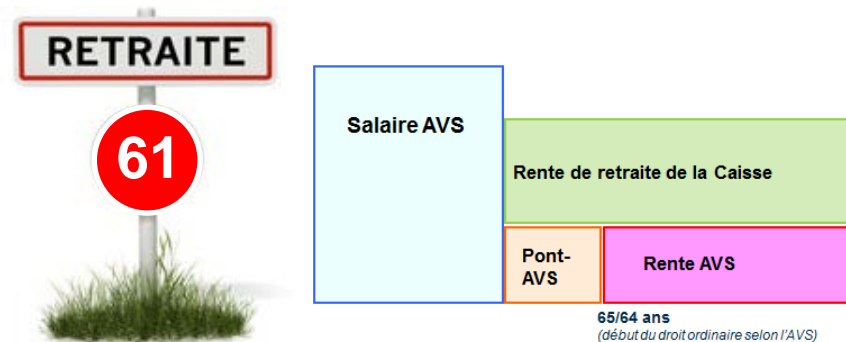 RETRAITE
61
Salaire AVS
Rente de retraite de la Caisse
Pont-
AVS
Rente AVS
65/64 ans
(début du droit ordinaire selon l'AVS)